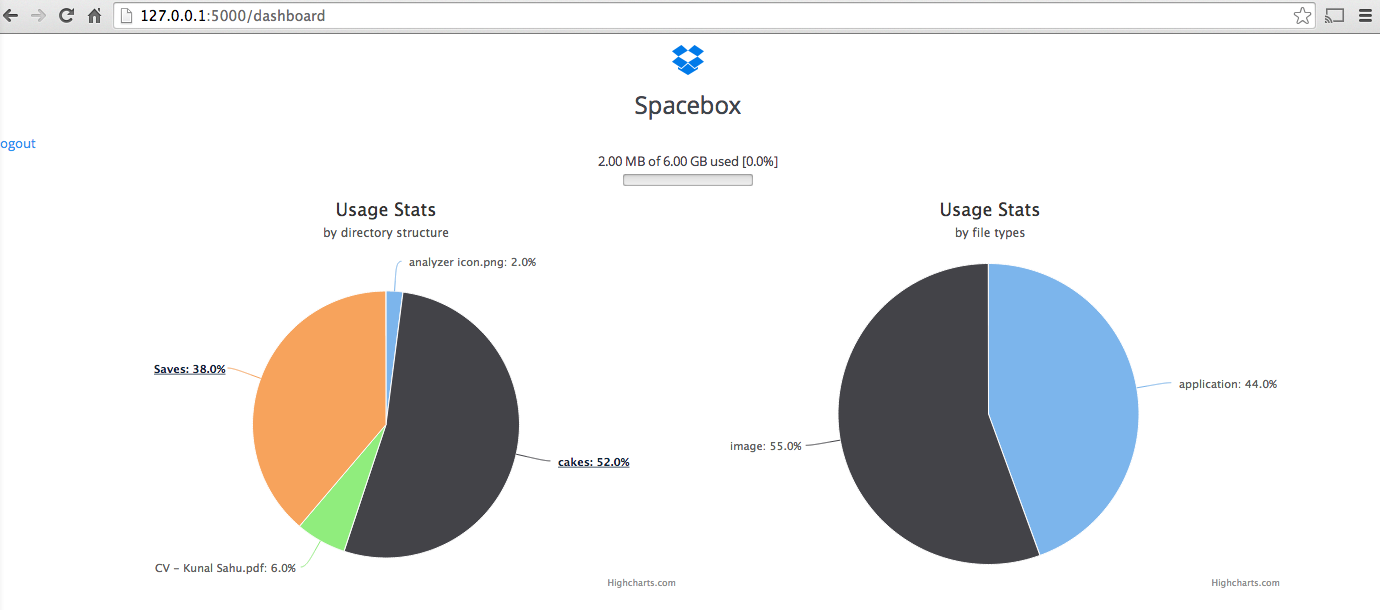 127.0.0.1:5000/dashboard
Spacebox
ogout
2.00 MB of 6.00 GB used [0.0%]
Usage Stats
by directory structure
analyzer icon.png: 2.0%
Saves: 38.0%
cakes: 52.0%
CV - Kunal Sahu.pdf: 6.0%
Highcharts.com
Usage Stats
by file types
application: 44.0%
image: 55.0%
Highcharts.com